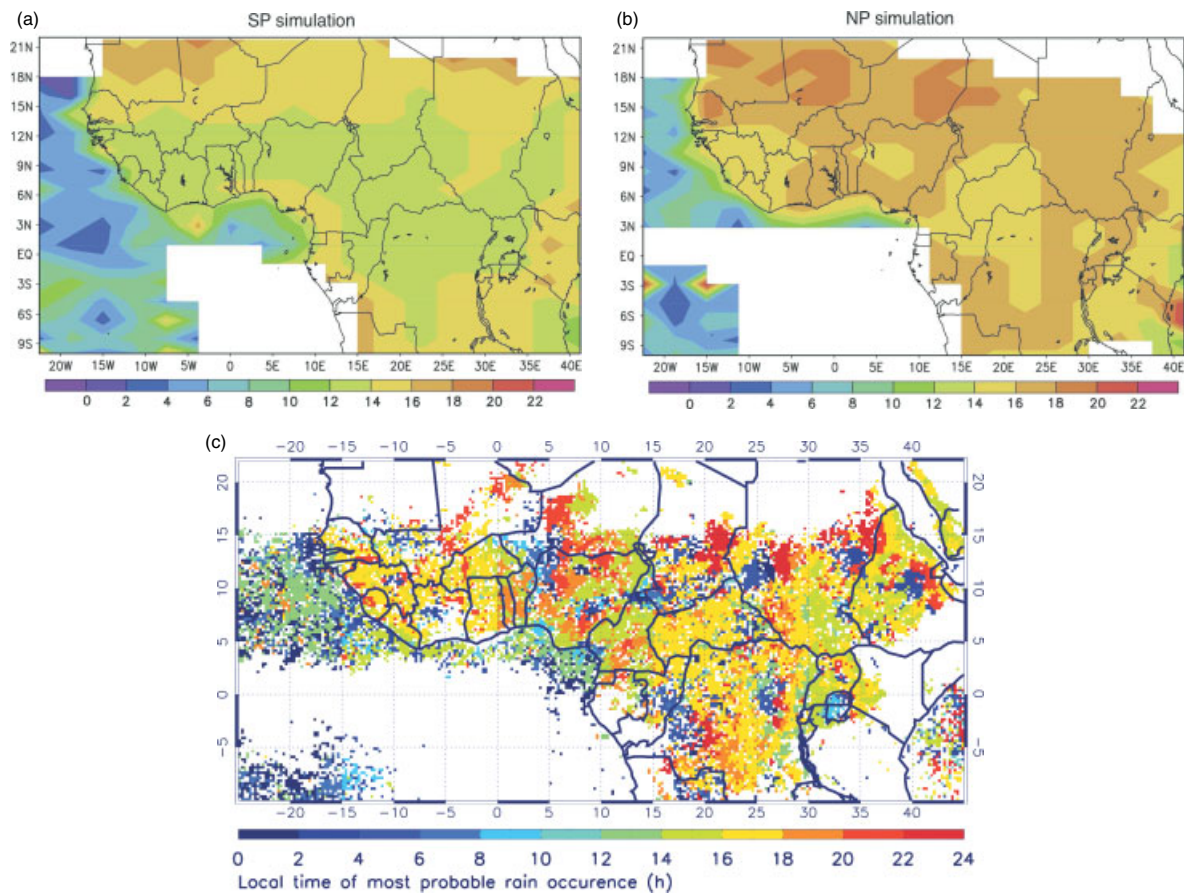 (a) SP simulation
(b) NP simulation
21N
18N
15N
12N
9N
6N
3N
EQ
3S
6S
9S
20W 15W 10W 5W 0 5E 10E 15E 20E 25E 30E 35E 40E
0 2 4 6 8 10 12 14 16 18 20 22
21N
18N
15N
12N
9N
6N
3N
EQ
3S
6S
9S
20W 15W 10W 5W 0 5E 10E 15E 20E 25E 30E 35E 40E
0 2 4 6 8 10 12 14 16 18 20 22
(c)
-20 -15 -10 -5 0 5 10 15 20 25 30 35 40
20 20
15 15
10 10
5 5
0 0
-5 -5
-20 -15 -10 -5 0 5 10 15 20 25 30 35 40
0 2 4 6 8 10 12 14 16 18 20 22 24
Local time of most probable rain occurence (h)